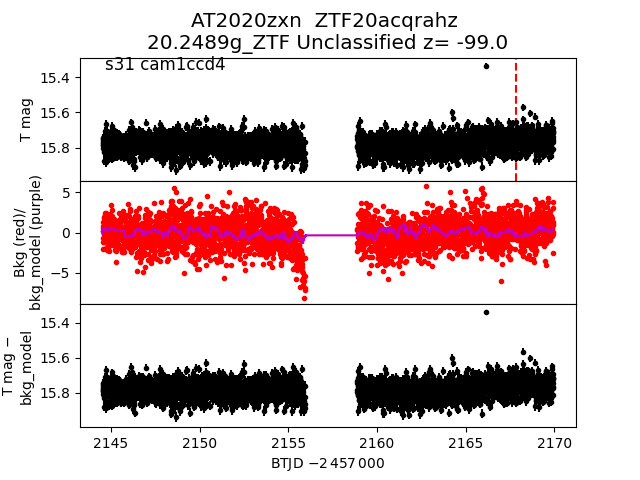 AT2020zxn  ZTF20acqrahz
20.2489g_ZTF Unclassified z= -99.0
s31 cam1ccd4
15.4
15.6
15.8
T mag
5
0
−5
Bkg (red)/
bkg_model (purple)
15.4
15.6
15.8
T mag −
bkg_model
2145
2150
2155
2160
2165
2170
BTJD −2 457 000